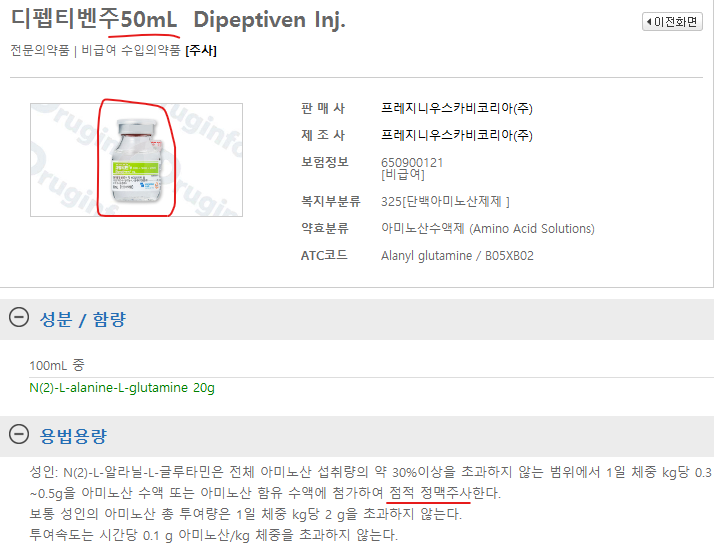 디펩티벤주50mL Dipeptiven Inj.
이전화면
전문의약품 | 비급여 수입의약품 [주사]
판 매 사 프레지니우스카비코리아(주)
제 조 사 프레지니우스카비코리아(주)
보험정보 650900121
[비급여]
복지부분류 325[단백아미노산제제 ]
약효분류 아미노산수액제 (Amino Acid Solutions)
ATC코드 Alanyl glutamine / B05XB02
성분 / 함량
100mL 중
N(2)-L-alanine-L-glutamine 20g
용법용량
성인: N(2)-L-알라닐-L-글루타민은 전체 아미노산 섭취량의 약 30%이상을 초과하지 않는 범위에서 1일 체중 kg당 0.3
~0.5g을 아미노산 수액 또는 아미노산 함유 수액에 첨가하여 점적 정맥주사한다.
보통 성인의 아미노산 총 투여량은 1일 체중 kg당 2 g을 초과하지 않는다.
투여속도는 시간당 0.1 g 아미노산/kg 체중을 초과하지 않는다.